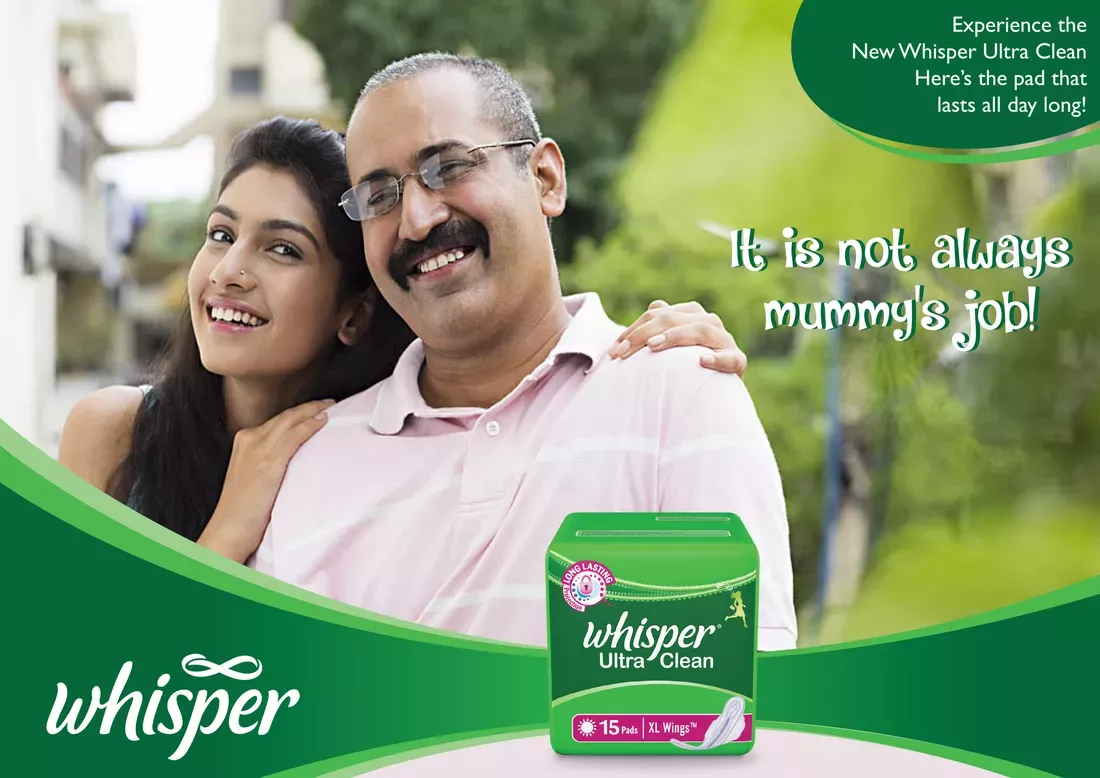 Experience the
New Whisper Ultra Clean
Here's the pad that
lasts all day long!
It is not always
mummy's job!
LONG LASTING
whisper®
Ultra Clean
15 Pads XL Wings™
whisper